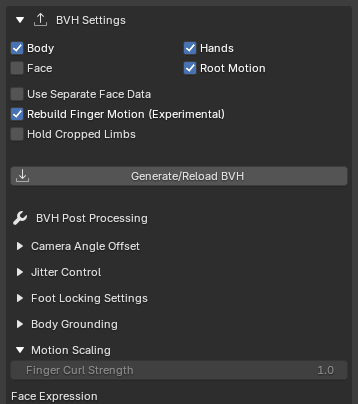 BVH Settings
Body
Hands
Face
Root Motion
Use Separate Face Data
Rebuild Finger Motion (Experimental)
Hold Cropped Limbs
Generate/Reload BVH
BVH Post Processing
Camera Angle Offset
Jitter Control
Foot Locking Settings
Body Grounding
Motion Scaling
Finger Curl Strength 1.0
Face Expression